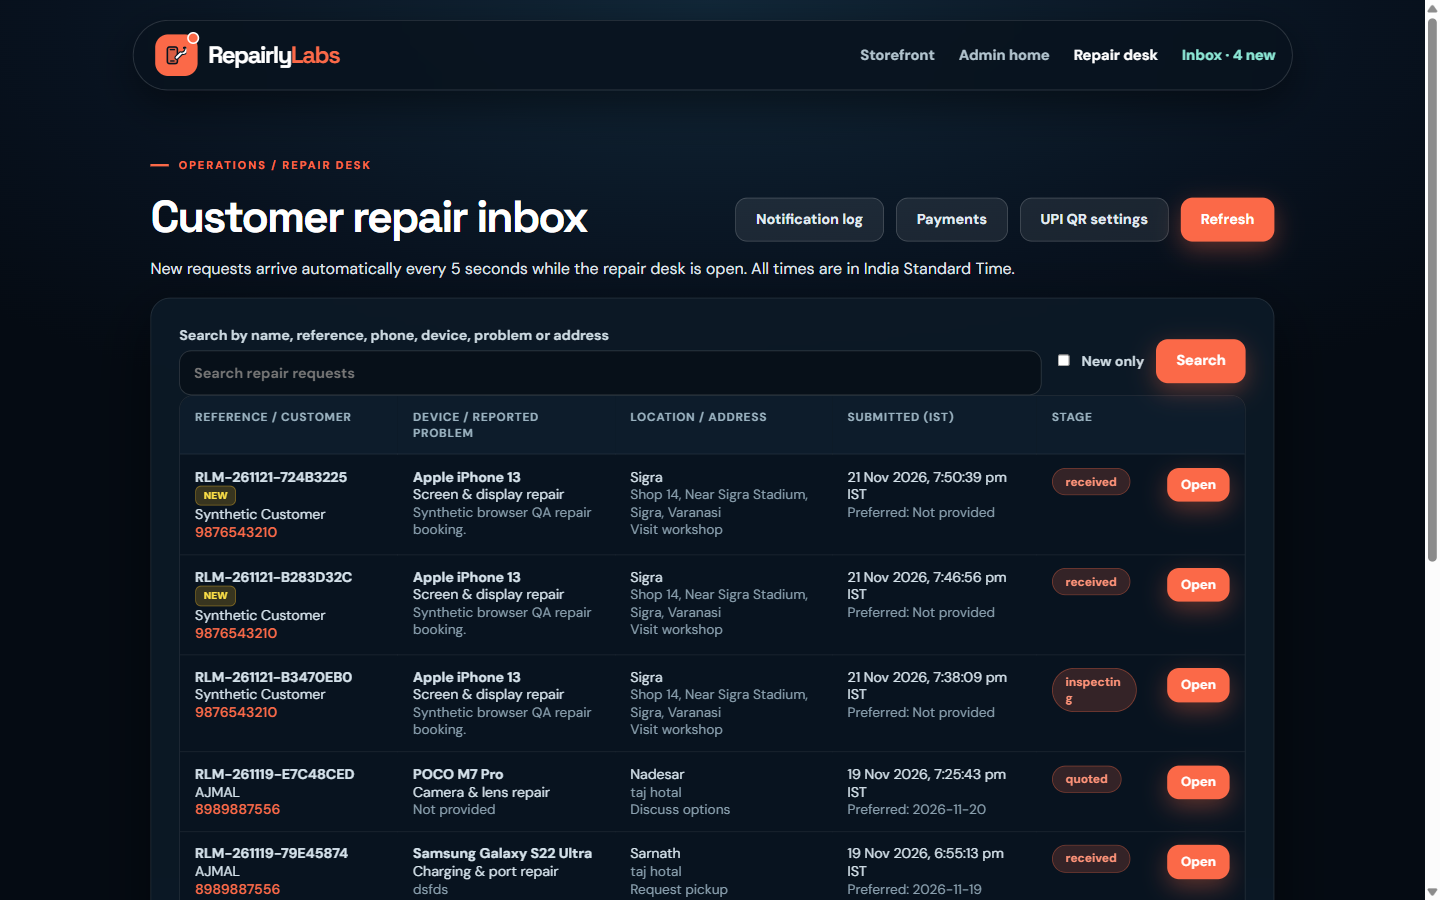 RepairlyLabs
Storefront Admin home Repair desk Inbox · 4 new
OPERATIONS / REPAIR DESK
Customer repair inbox
Notification log Payments UPI QR settings Refresh
New requests arrive automatically every 5 seconds while the repair desk is open. All times are in India Standard Time.
Search by name, reference, phone, device, problem or address
Search repair requests
New only
Search
REFERENCE / CUSTOMER
DEVICE / REPORTED
PROBLEM
LOCATION / ADDRESS
SUBMITTED (IST)
STAGE
RLM-261121-724B3225
NEW
Synthetic Customer
9876543210
Apple iPhone 13
Screen & display repair
Synthetic browser QA repair
booking.
Sigra
Shop 14, Near Sigra Stadium,
Sigra, Varanasi
Visit workshop
21 Nov 2026, 7:50:39 pm
IST
Preferred: Not provided
received
Open
RLM-261121-B283D32C
NEW
Synthetic Customer
9876543210
Apple iPhone 13
Screen & display repair
Synthetic browser QA repair
booking.
Sigra
Shop 14, Near Sigra Stadium,
Sigra, Varanasi
Visit workshop
21 Nov 2026, 7:46:56 pm
IST
Preferred: Not provided
received
Open
RLM-261121-B3470EB0
Synthetic Customer
9876543210
Apple iPhone 13
Screen & display repair
Synthetic browser QA repair
booking.
Sigra
Shop 14, Near Sigra Stadium,
Sigra, Varanasi
Visit workshop
21 Nov 2026, 7:38:09 pm
IST
Preferred: Not provided
inspectin
g
Open
RLM-261119-E7C48CED
AJMAL
8989887556
POCO M7 Pro
Camera & lens repair
Not provided
Nadesar
taj hotal
Discuss options
19 Nov 2026, 7:25:43 pm
IST
Preferred: 2026-11-20
quoted
Open
RLM-261119-79E45874
AJMAL
8989887556
Samsung Galaxy S22 Ultra
Charging & port repair
dsfds
Sarnath
taj hotal
Request pickup
19 Nov 2026, 6:55:13 pm
IST
Preferred: 2026-11-19
received
Open